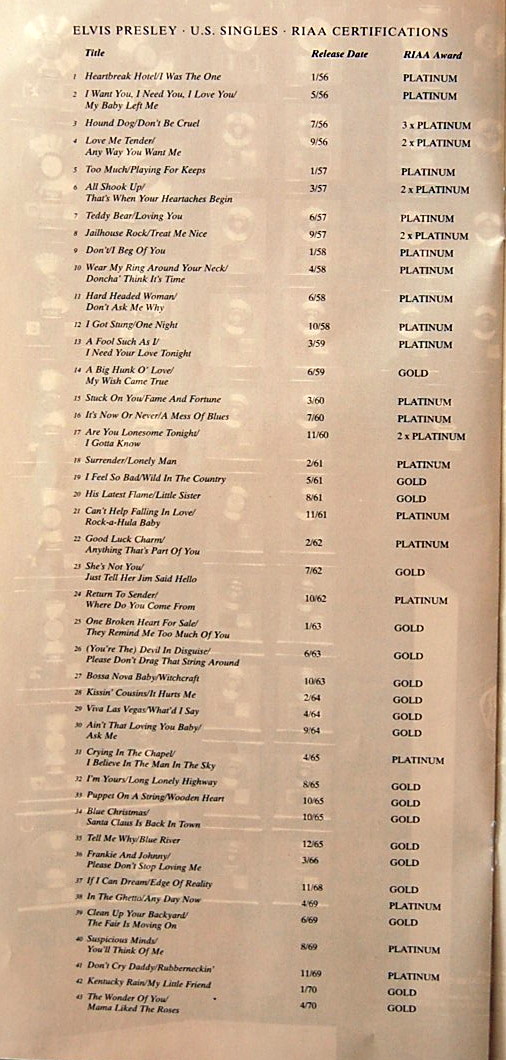 ELVIS PRESLEY · U.S. SINGLES · RIAA CERTIFICATIONS
Title Release Date RIAA Award
1 Heartbreak Hotel/I Was The One 1/56 PLATINUM
2 I Want You, I Need You, I Love You/ 5/56 PLATINUM
My Baby Left Me
3 Hound Dog/Don't Be Cruel 7/56 3 x PLATINUM
4 Love Me Tender/ 9/56 2 x PLATINUM
Any Way You Want Me
5 Too Much/Playing For Keeps 1/57 PLATINUM
6 All Shook Up/ 3/57 2 x PLATINUM
That's When Your Heartaches Begin
7 Teddy Bear/Loving You 6/57 PLATINUM
8 Jailhouse Rock/Treat Me Nice 9/57 2 x PLATINUM
9 Don't/I Beg Of You 1/58 PLATINUM
10 Wear My Ring Around Your Neck/ 4/58 PLATINUM
Doncha' Think It's Time
11 Hard Headed Woman/ 6/58 PLATINUM
Don't Ask Me Why
12 I Got Stung/One Night 10/58 PLATINUM
13 A Fool Such As I/ 3/59 PLATINUM
I Need Your Love Tonight
14 A Big Hunk O' Love/ 6/59 GOLD
My Wish Came True
15 Stuck On You/Fame And Fortune 3/60 PLATINUM
16 It's Now Or Never/A Mess Of Blues 7/60 PLATINUM
17 Are You Lonesome Tonight/ 11/60 2 x PLATINUM
I Gotta Know
18 Surrender/Lonely Man 2/61 PLATINUM
19 I Feel So Bad/Wild In The Country 5/61 GOLD
20 His Latest Flame/Little Sister 8/61 GOLD
21 Can't Help Falling In Love/ 11/61 PLATINUM
Rock-a-Hula Baby
22 Good Luck Charm/ 2/62 PLATINUM
Anything That's Part Of You
23 She's Not You/ 7/62 GOLD
Just Tell Her Jim Said Hello
24 Return To Sender/ 10/62 PLATINUM
Where Do You Come From
25 One Broken Heart For Sale/ 1/63 GOLD
They Remind Me Too Much Of You
26 (You're The) Devil In Disguise/ 6/63 GOLD
Please Don't Drag That String Around
27 Bossa Nova Baby/Witchcraft 10/63 GOLD
28 Kissin' Cousins/It Hurts Me 2/64 GOLD
29 Viva Las Vegas/What'd I Say 4/64 GOLD
30 Ain't That Loving You Baby/ 9/64 GOLD
Ask Me
31 Crying In The Chapel/ 4/65 PLATINUM
I Believe In The Man In The Sky
32 I'm Yours/Long Lonely Highway 8/65 GOLD
33 Puppet On A String/Wooden Heart 10/65 GOLD
34 Blue Christmas/ 10/65 GOLD
Santa Claus Is Back In Town
35 Tell Me Why/Blue River 12/65 GOLD
36 Frankie And Johnny/ 3/66 GOLD
Please Don't Stop Loving Me
37 If I Can Dream/Edge Of Reality 11/68 GOLD
38 In The Ghetto/Any Day Now 4/69 PLATINUM
39 Clean Up Your Backyard/ 6/69 GOLD
The Fair Is Moving On
40 Suspicious Minds/ 8/69 PLATINUM
You'll Think Of Me
41 Don't Cry Daddy/Rubberneckin' 11/69 PLATINUM
42 Kentucky Rain/My Little Friend 1/70 GOLD
43 The Wonder Of You/ 4/70 GOLD
Mama Liked The Roses